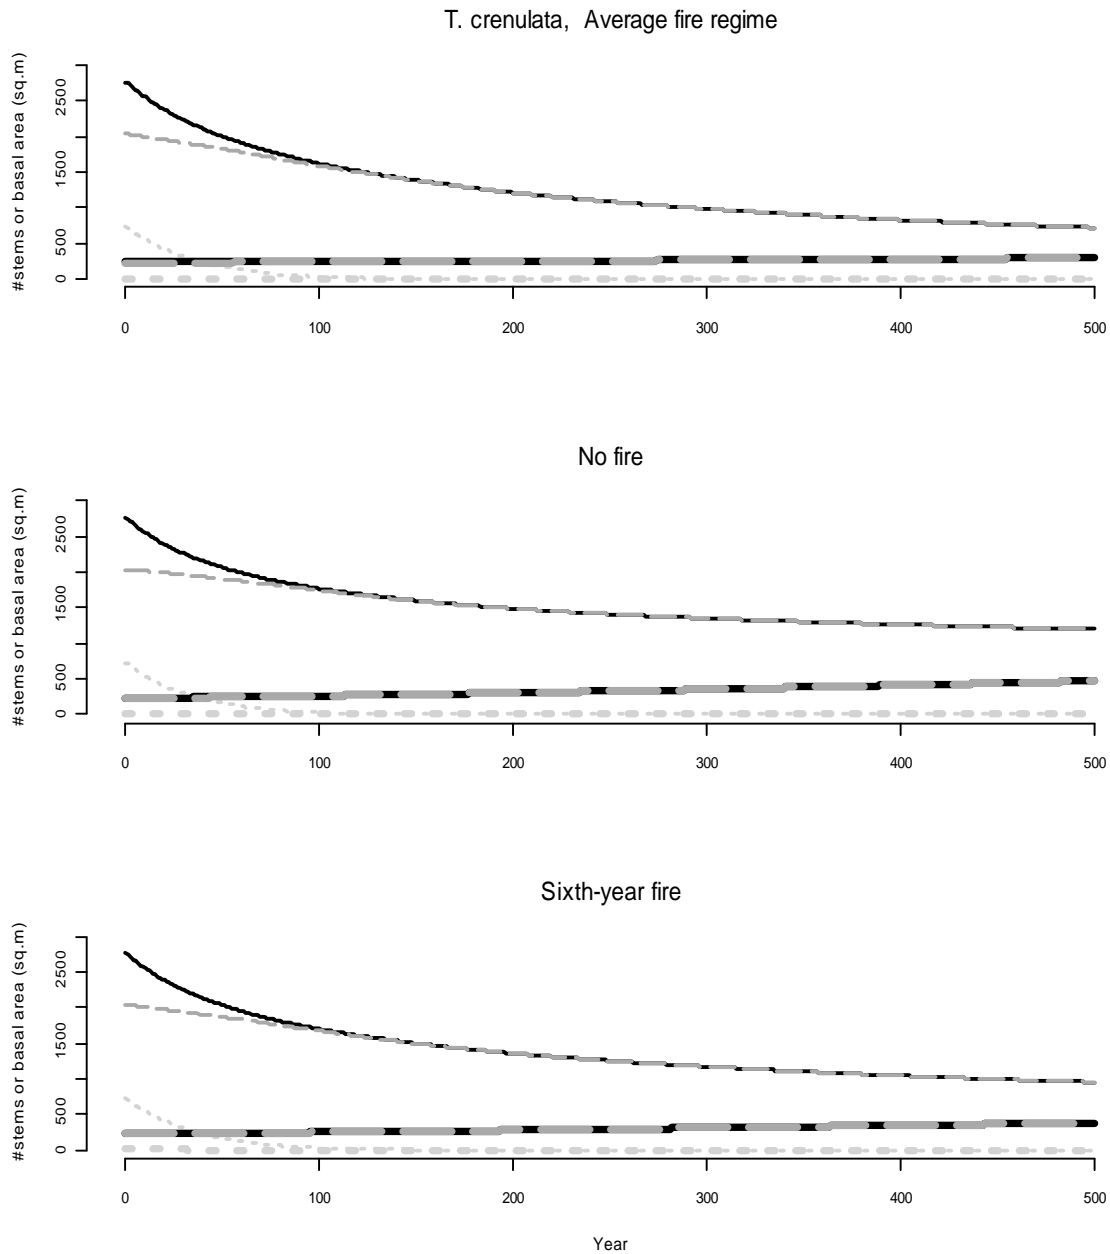 T. crenulata, Average fire regime
#stems or basal area (sq.m)
2500
1500
500
0
0 100 200 300 400 500
No fire
#stems or basal area (sq.m)
2500
1500
500
0
0 100 200 300 400 500
Sixth-year fire
#stems or basal area (sq.m)
2500
1500
500
0
0 100 200 300 400 500
Year